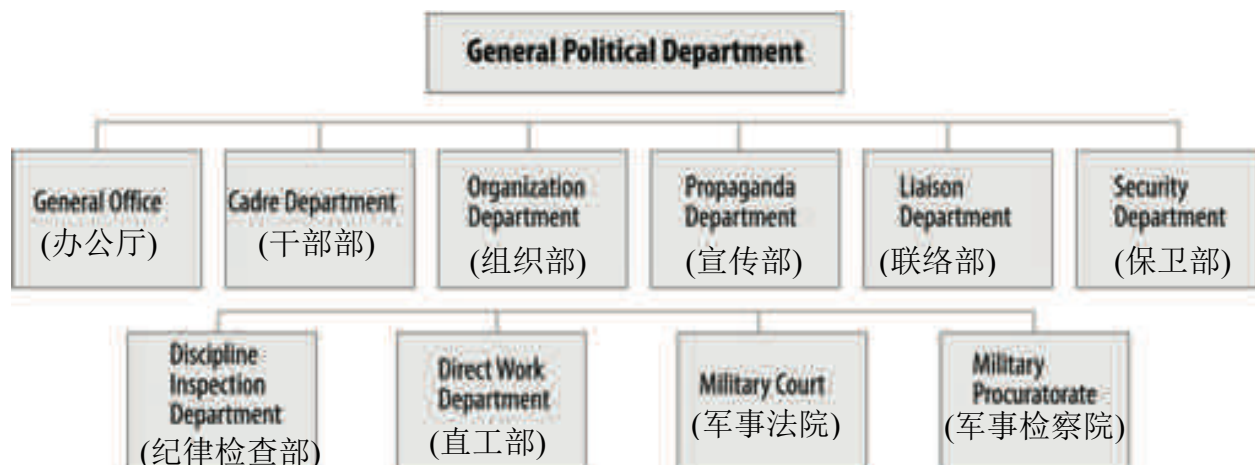 General Political Department
General Office
(办公厅)
Cadre Department
(干部部)
Organization
Department
(组织部)
Propaganda
Department
(宣传部)
Liaison
Department
(联络部)
Security
Department
(保卫部)
Discipline
Inspection
Department
(纪律检查部)
Direct Work
Department
(直工部)
Military Court
(军事法院)
Military
Procuratorate
(军事检察院)